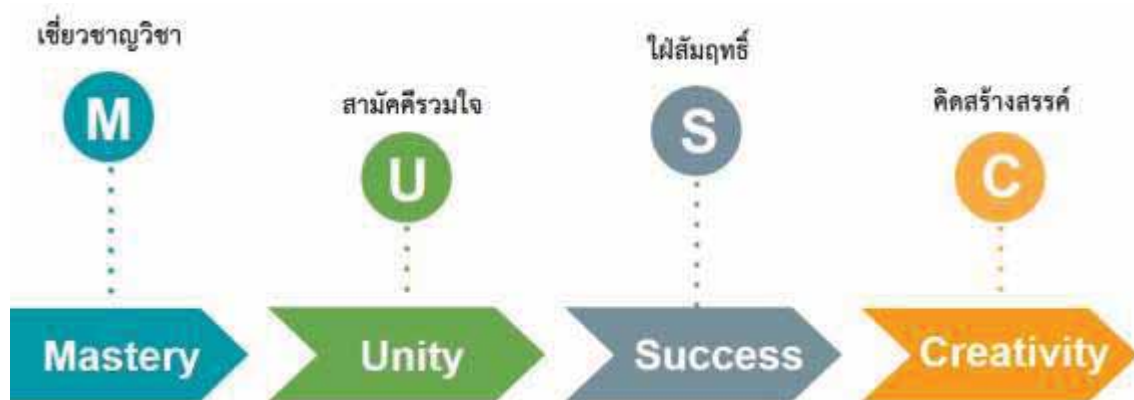 เชี่ยวชาญวิชา
M
Mastery
สามัคคีรวมใจ
U
Unity
ใฝ่สัมฤทธิ์
S
Success
คิดสร้างสรรค์
C
Creativity